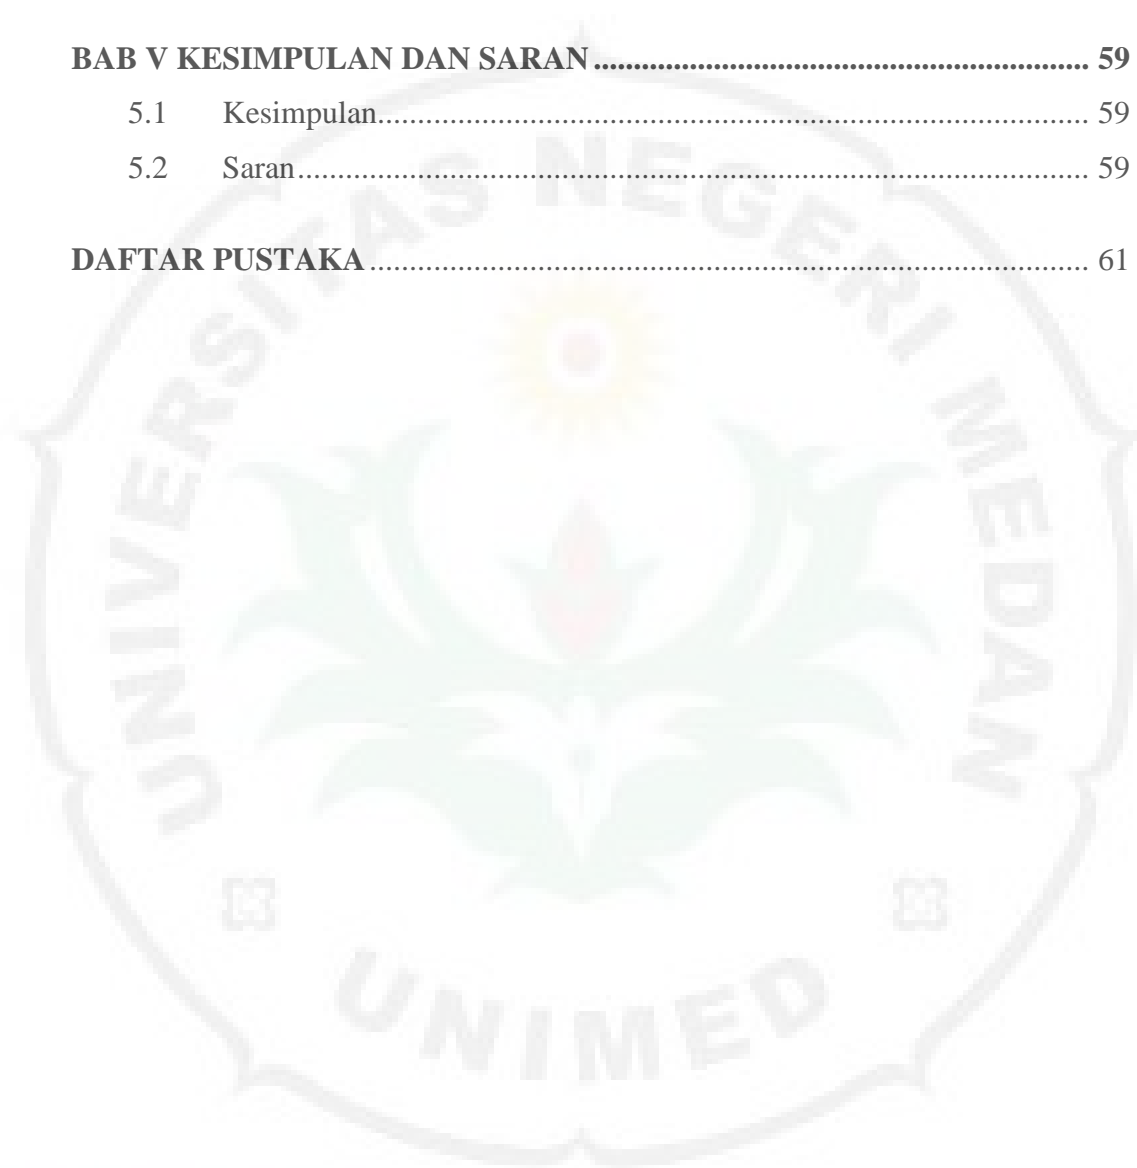 BAB V KESIMPULAN DAN SARAN.............................................................. 59
5.1 Kesimpulan......................................................................................... 59
5.2 Saran................................................................................................... 59
DAFTAR PUSTAKA.......................................................................................... 61
UNIVERSITAS NEGERI MEDAN
UNIMED